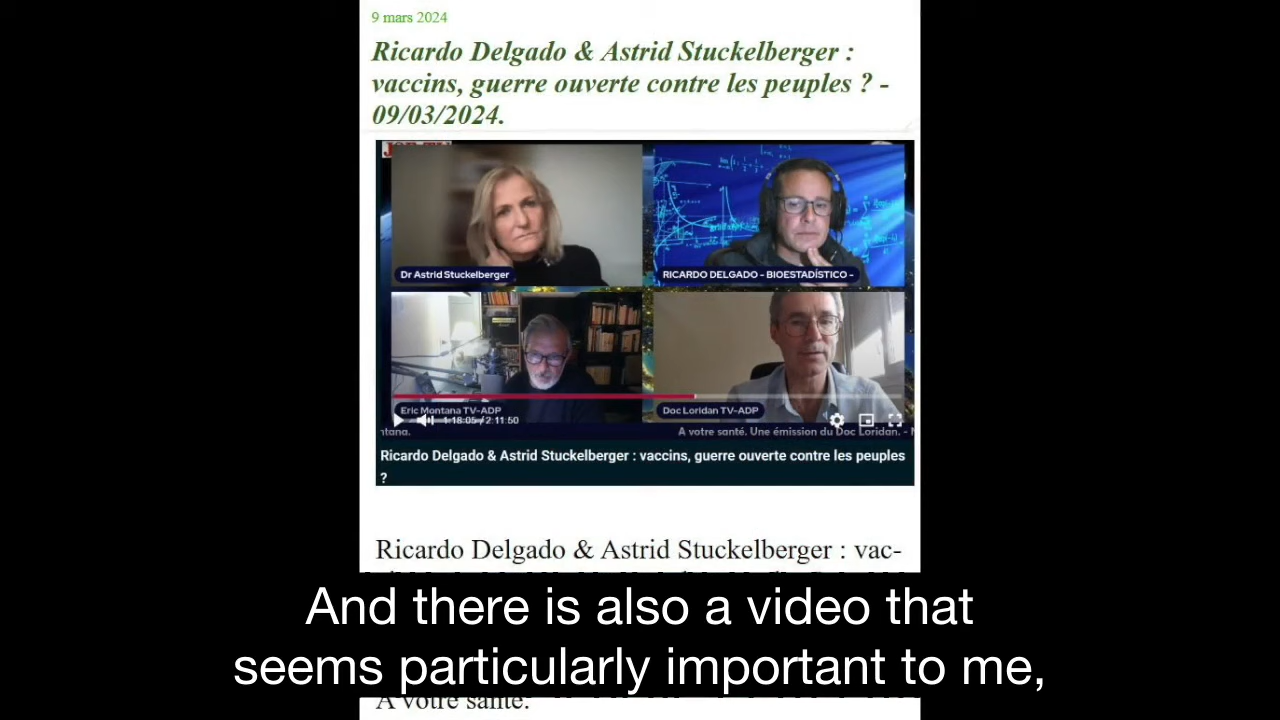 9 mars 2024
Ricardo Delgado & Astrid Stuckelberger :
vaccins, guerre ouverte contre les peuples ? -
09/03/2024.
Dr Astrid Stuckelberger
RICARDO DELGADO - BIOESTADÍSTICO -
Eric Montana TV-ADP
Doc Loridan TV-ADP
1:18:05 / 2:11:50
ntana.
A votre santé. Une émission du Doc Loridan. -
Ricardo Delgado & Astrid Stuckelberger : vaccins, guerre ouverte contre les peuples
?
Ricardo Delgado & Astrid Stuckelberger : vac-
And there is also a video that
seems particularly important to me,
A votre santé.